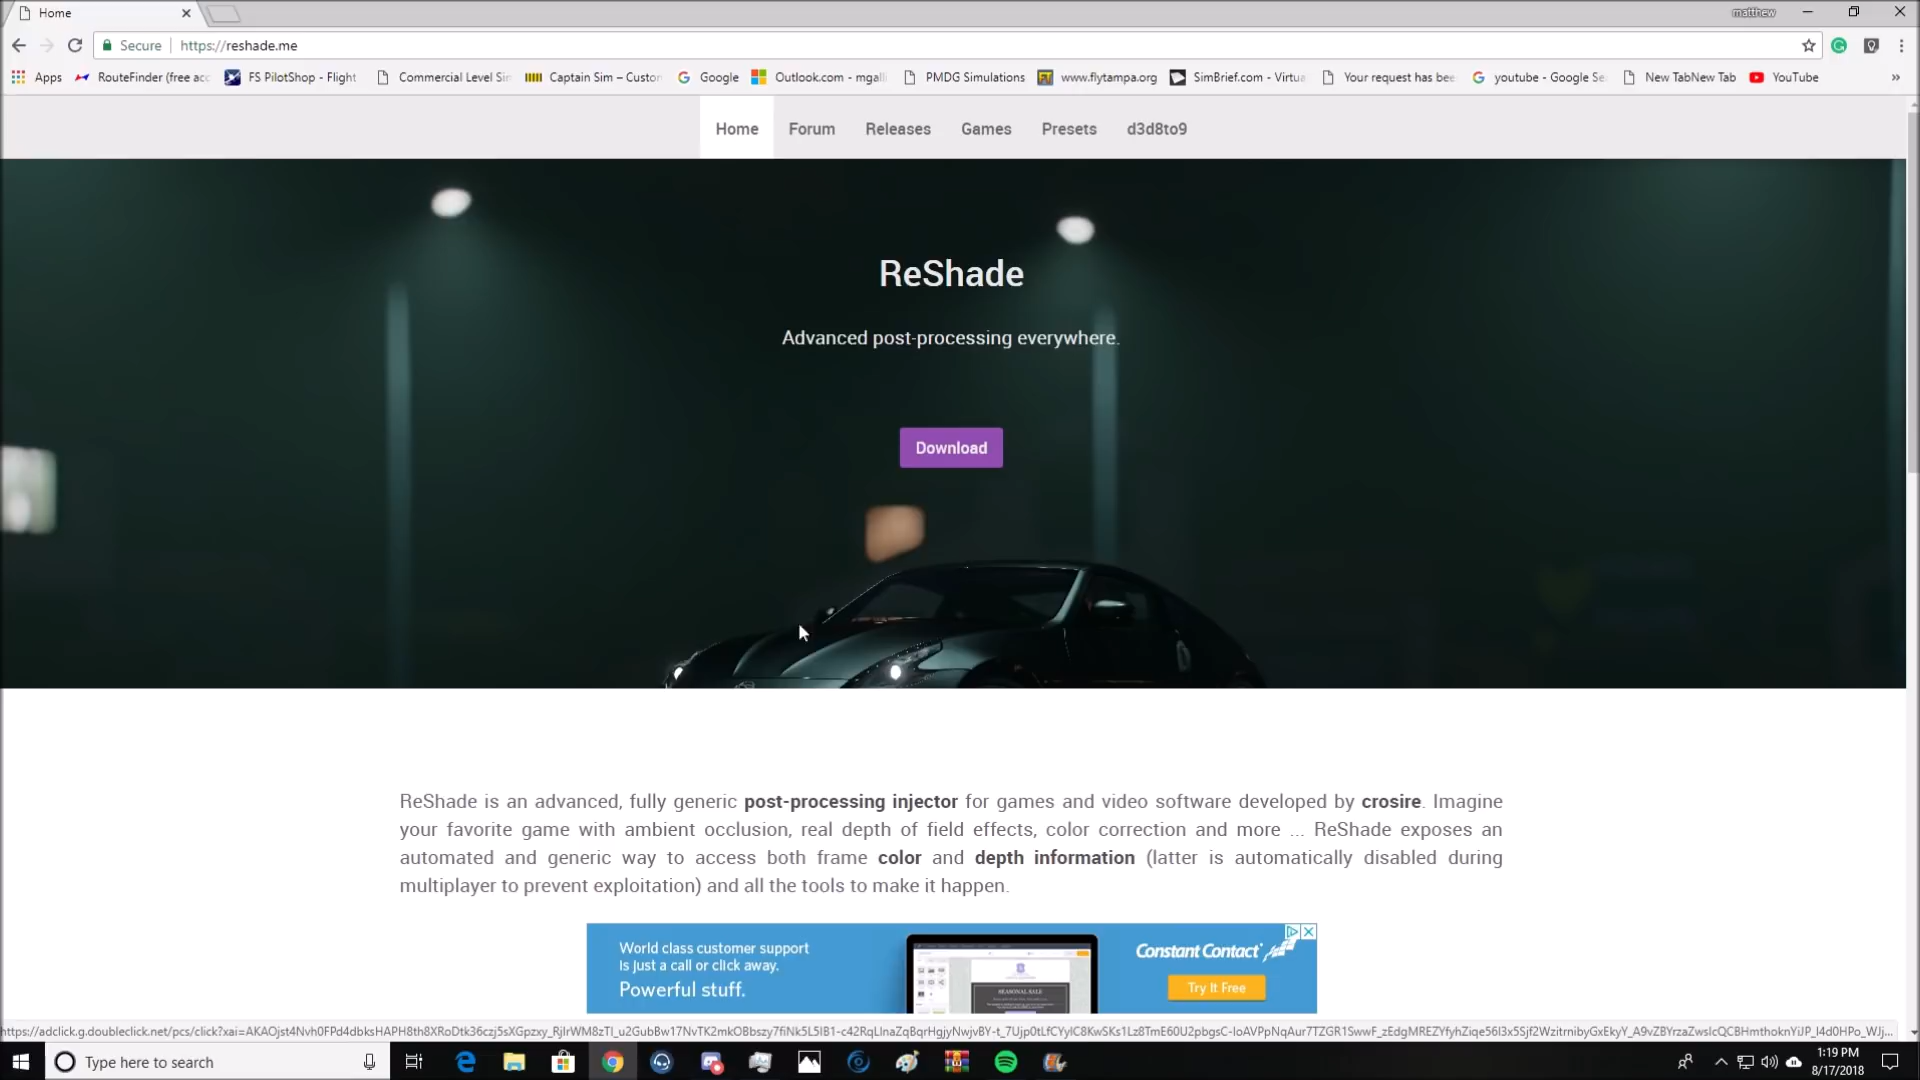 Home
matthew
Secure | https://reshade.me
Apps RouteFinder (free acc FS PilotShop - Flight Commercial Level Sim Captain Sim – Custom Google Outlook.com - mgalli PMDG Simulations www.flytampa.org SimBrief.com - Virtua Your request has bee youtube - Google Se New TabNew Tab YouTube »
Home Forum Releases Games Presets d3d8to9
ReShade
Advanced post-processing everywhere.
Download
ReShade is an advanced, fully generic post-processing injector for games and video software developed by crosire. Imagine
your favorite game with ambient occlusion, real depth of field effects, color correction and more ... ReShade exposes an
automated and generic way to access both frame color and depth information (latter is automatically disabled during
multiplayer to prevent exploitation) and all the tools to make it happen.
World class customer support
is just a call or click away.
Powerful stuff.
SEASONAL SALE
Constant Contact
Try It Free
Type here to search
1:19 PM
8/17/2018